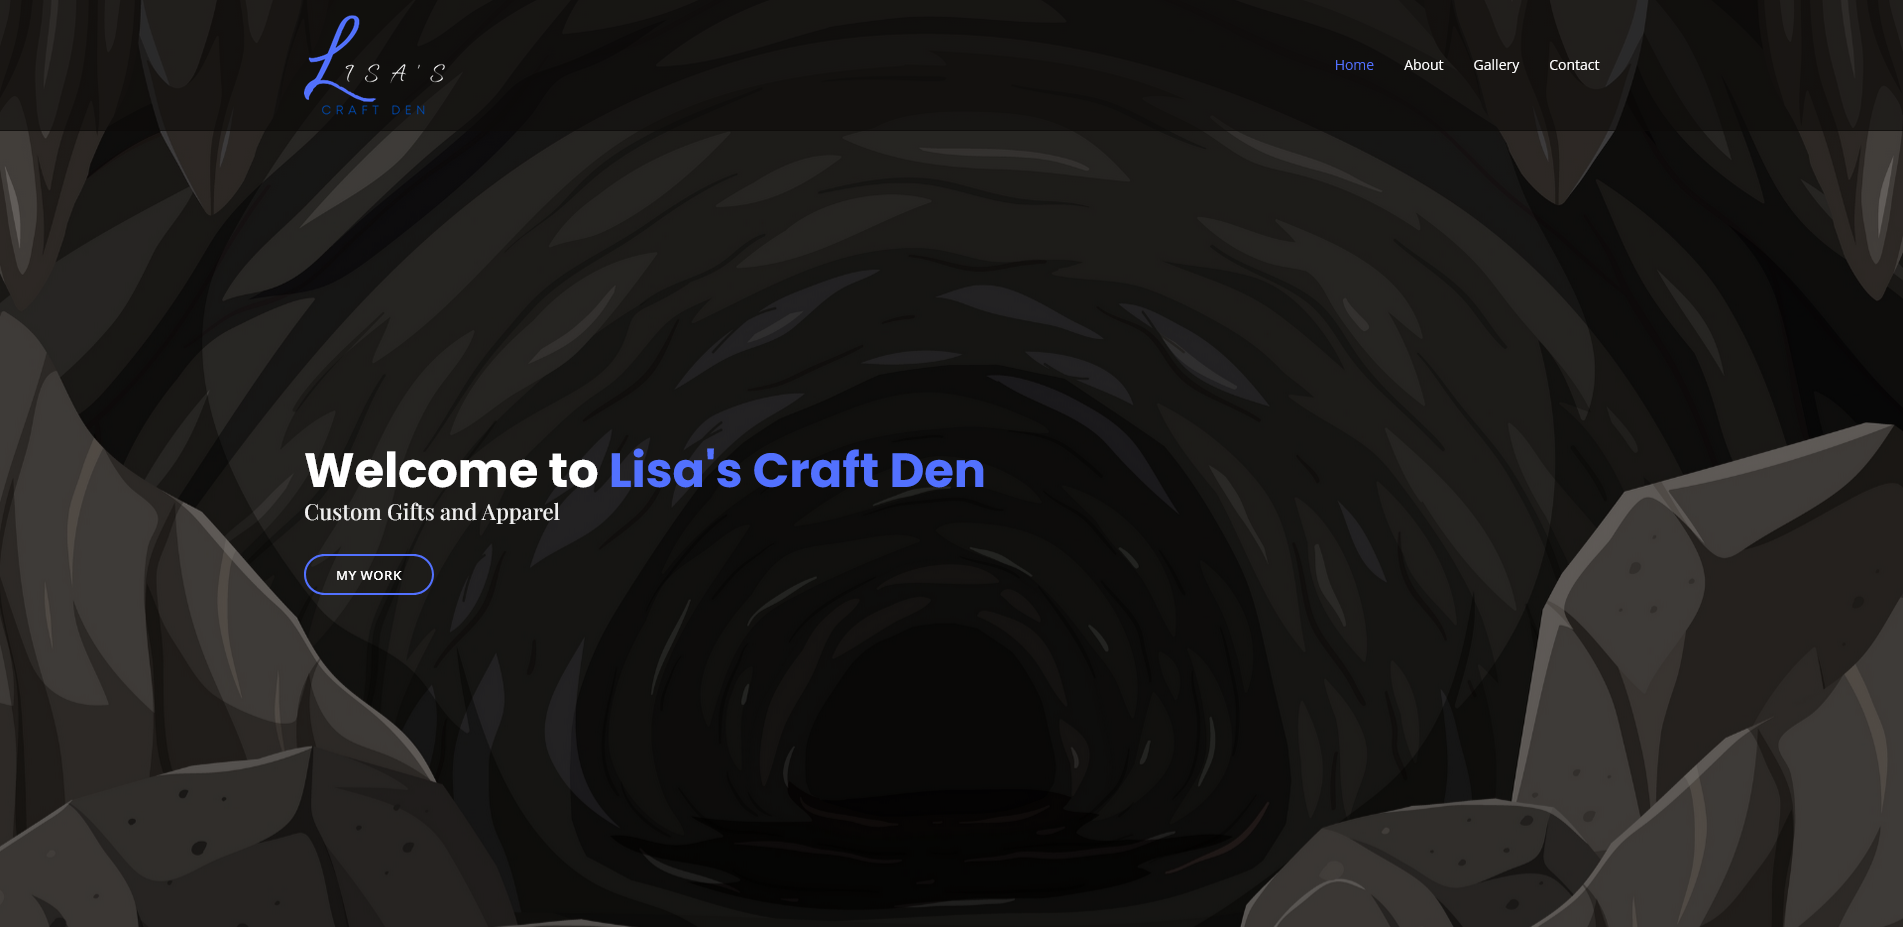 Lisa's
CRAFT DEN
Home About Gallery Contact
Welcome to Lisa's Craft Den
Custom Gifts and Apparel
MY WORK